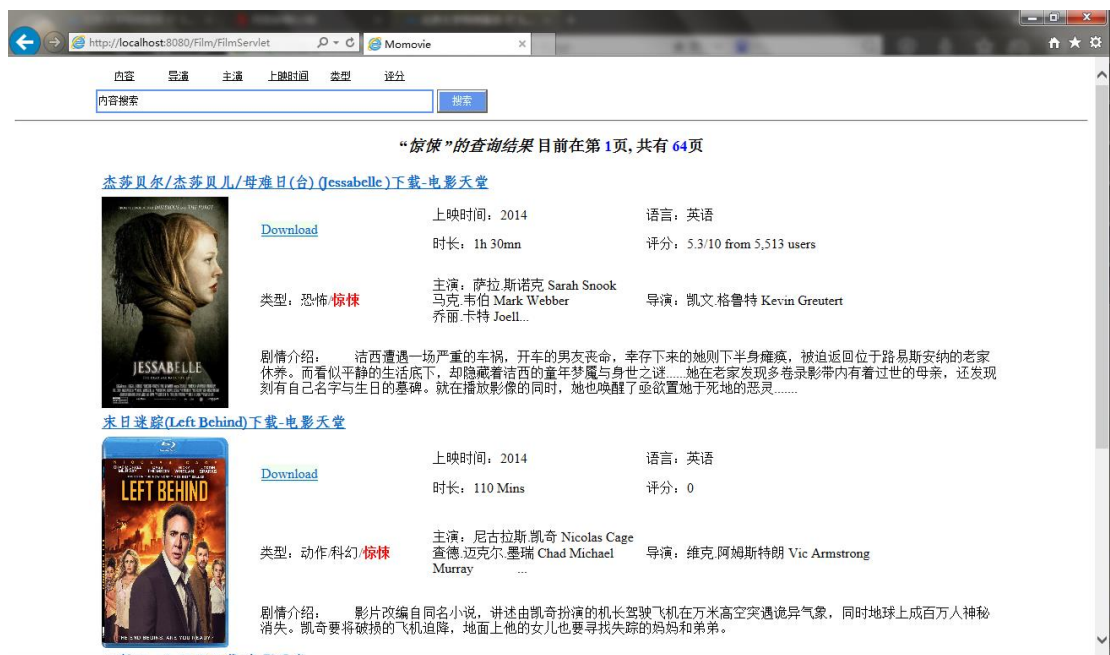 http://localhost:8080/Film/FilmServlet
Momovie
内容 导演 主演 上映时间 类型 评分
内容搜索 搜索
“惊悚”的查询结果 目前在第 1页, 共有 64页
杰莎贝尔/杰莎贝儿/母难日(台) (Jessabelle )下载-电影天堂
Download
上映时间：2014 语言：英语
时长：1h 30mn 评分：5.3/10 from 5,513 users
类型：恐怖/惊悚
主演：萨拉.斯诺克 Sarah Snook
马克.韦伯 Mark Webber
乔丽.卡特 Joell...
导演：凯文.格鲁特 Kevin Greutert
剧情介绍： 洁西遭遇一场严重的车祸，开车的男友丧命，幸存下来的她则下半身瘫痪，被迫返回位于路易斯安纳的老家
休养。而看似平静的生活底下，却隐藏着洁西的童年梦魇与身世之谜......她在老家发现多卷录影带内有着过世的母亲，还发现
刻有自己名字与生日的墓碑。就在播放影像的同时，她也唤醒了亟欲置她于死地的恶灵........
JESSABELLE
末日迷踪(Left Behind)下载-电影天堂
LEFT BEHIND
Download
上映时间：2014 语言：英语
时长：110 Mins 评分：0
类型：动作/科幻/惊悚
主演：尼古拉斯.凯奇 Nicolas Cage
查德.迈克尔.墨瑞 Chad Michael
Murray ...
导演：维克.阿姆斯特朗 Vic Armstrong
剧情介绍： 影片改编自同名小说，讲述由凯奇扮演的机长驾驶飞机在万米高空突遇诡异气象，同时地球上成百万人神秘
消失。凯奇要将破损的飞机迫降，地面上他的女儿也要寻找失踪的妈妈和弟弟。
THE END BEGINS. ARE YOU READY?